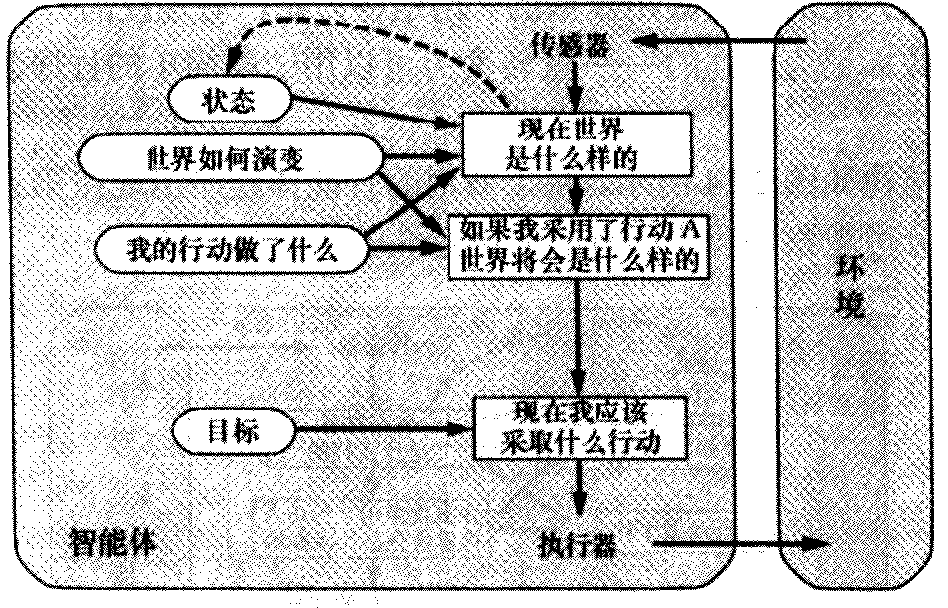 传感器
状态
现在世界
是什么样的
世界如何演变
如果我采用了行动 A
世界将会是什么样的
我的行动做了什么
环
境
现在我应该
采取什么行动
目标
智能体
执行器